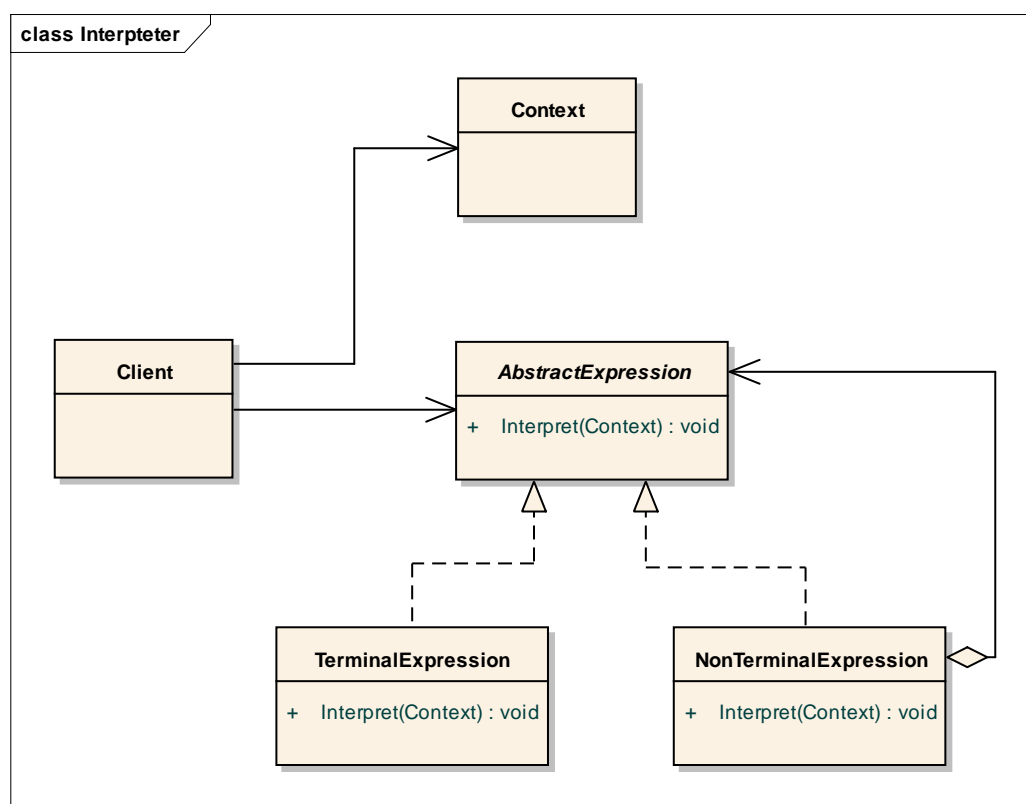 class Interpteter
Context
Client
AbstractExpression
+ Interpret(Context) : void
TerminalExpression
+ Interpret(Context) : void
NonTerminalExpression
+ Interpret(Context) : void